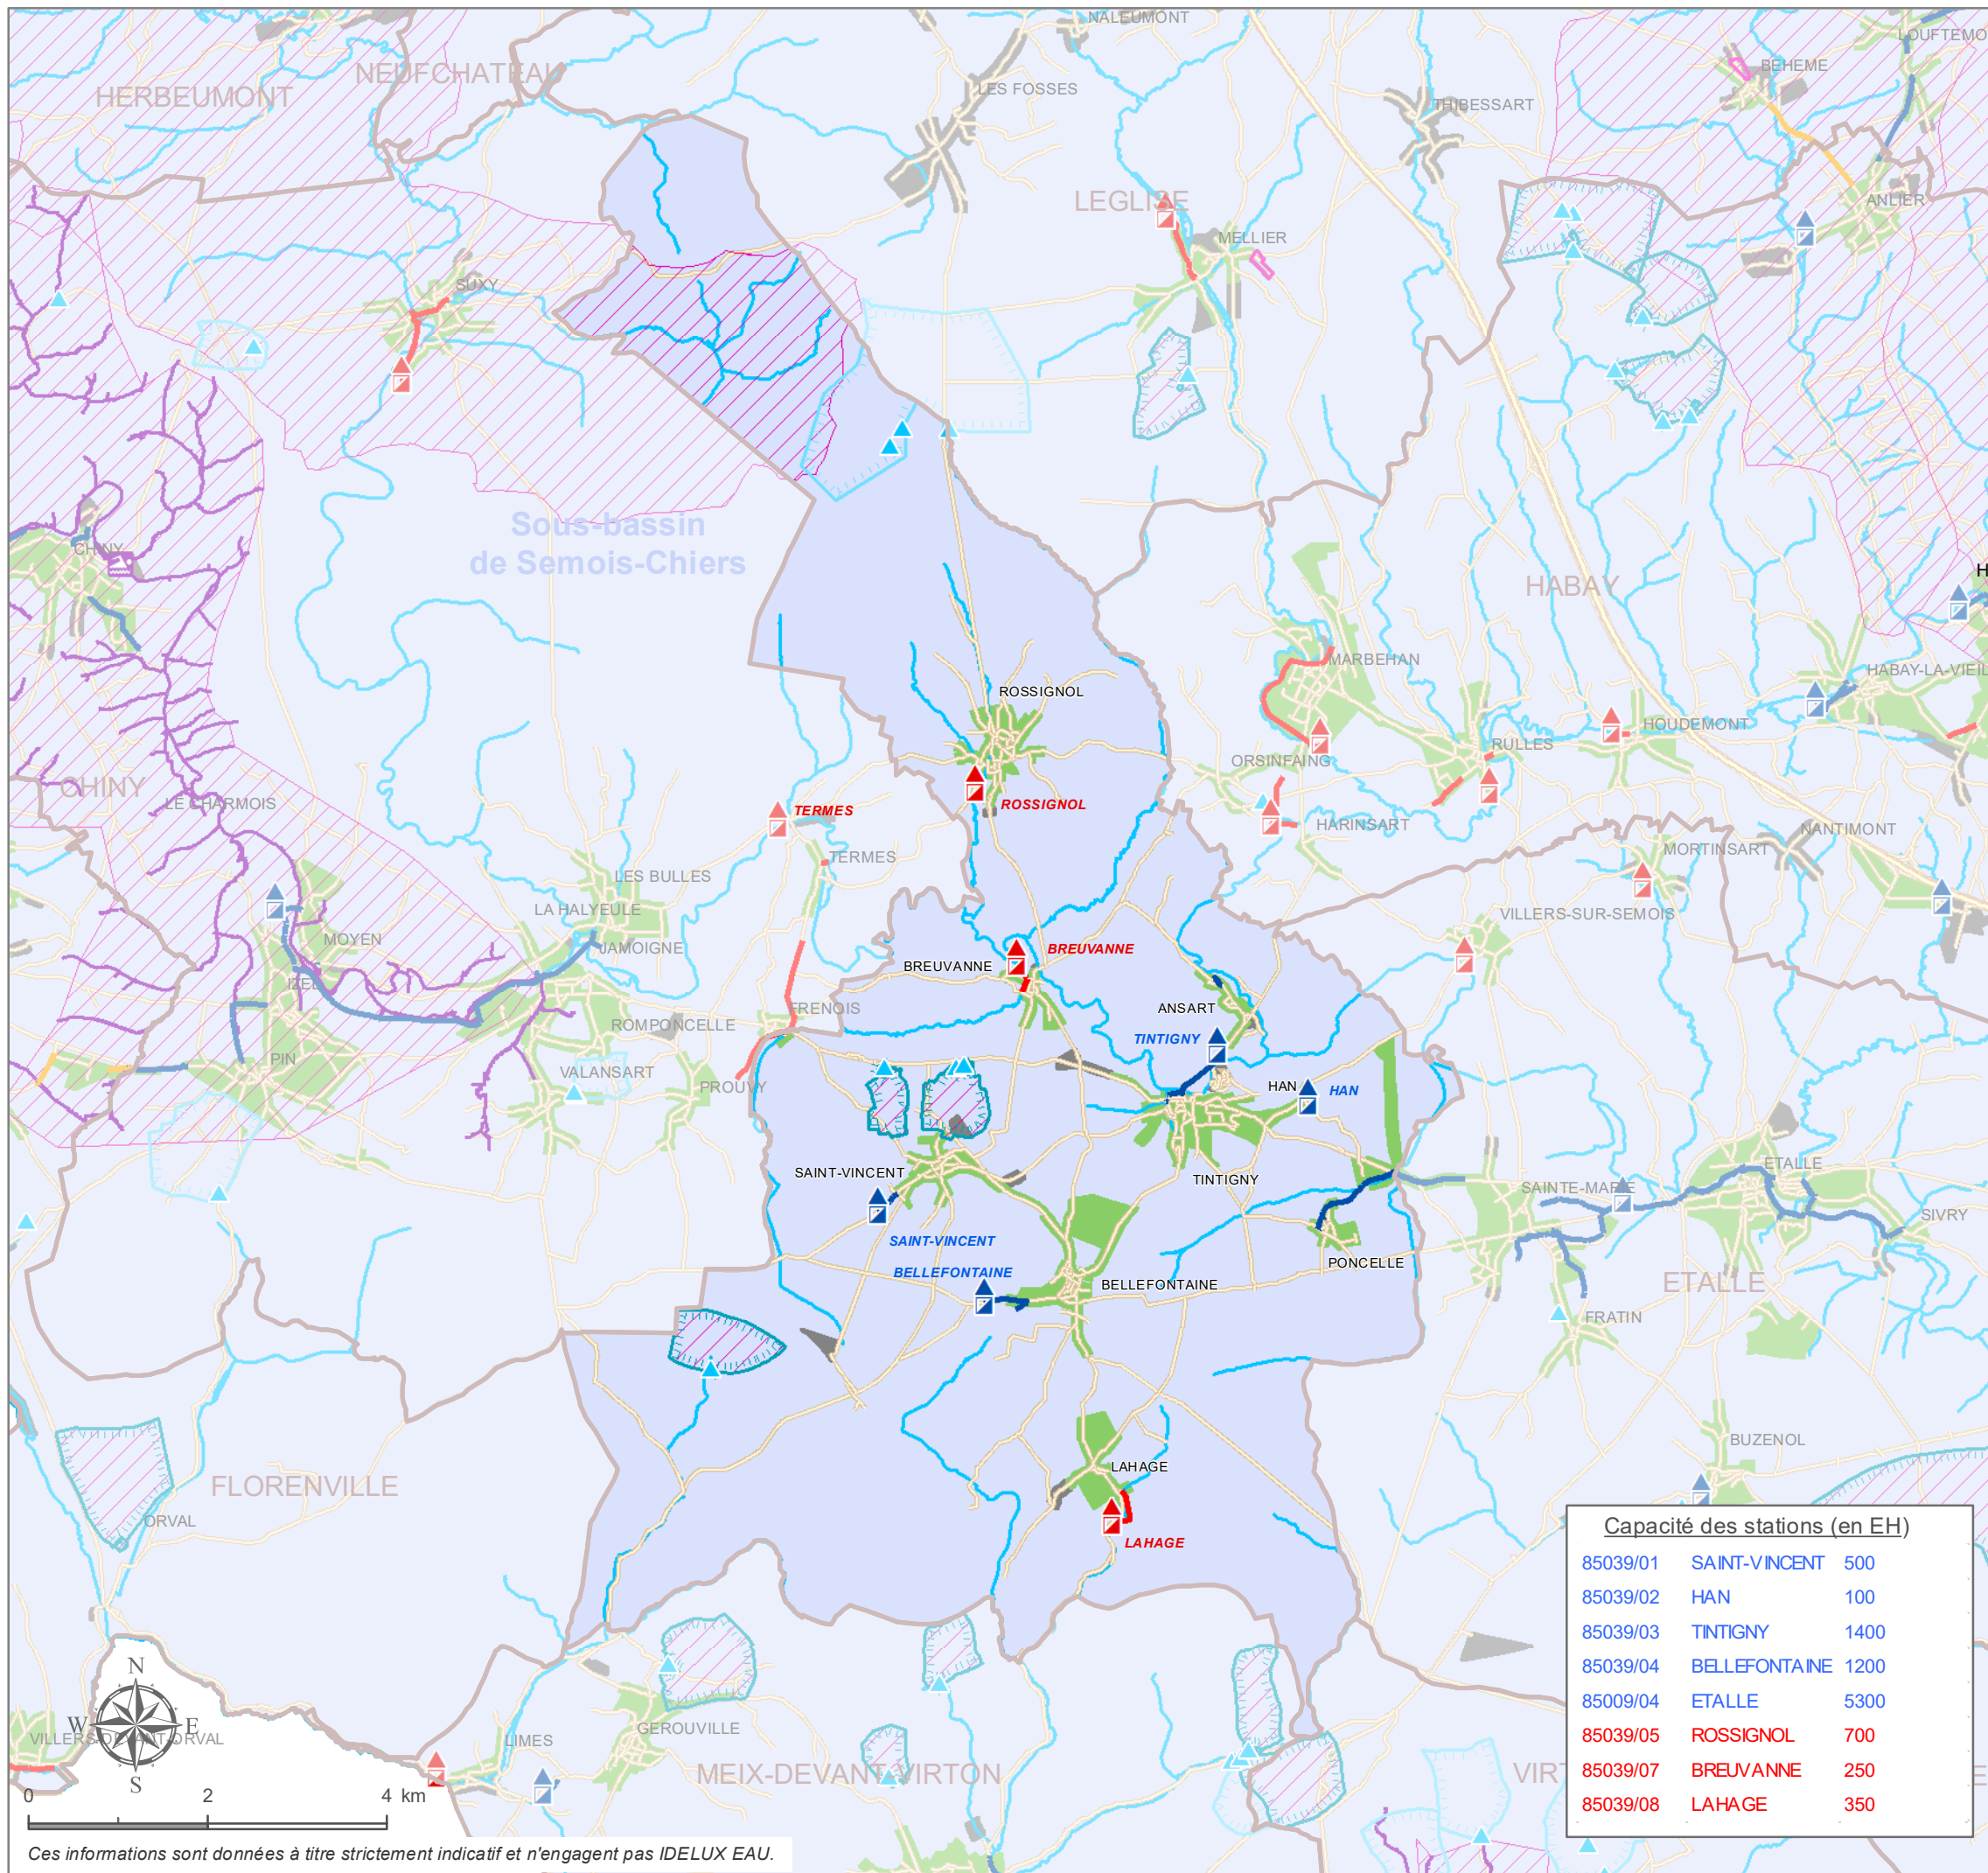 NALEUMONT
LOUFTEMO
NEUFCHATEAU
HERBEUMONT
LES FOSSES
BEHEME
THIBESSART
LEGLISE
ANLIER
MELLIER
SUXY
Sous-bassin
de Semois-Chiers
CHINY
H
HABAY
MARBEHAN
HABAY-LA-VIEIL
ROSSIGNOL
HOUDEMONT
RULLES
ORSINFAING
CHINY
LE CHARMOIS
TERMES
ROSSIGNOL
HARINSART
NANTIMONT
MORTINSART
TERMES
LES BULLES
LA HALYEULE
VILLERS-SUR-SEMOIS
MOYEN
JAMOIGNE
BREUVANNE
BREUVANNE
IZEL
FRENOIS
ANSART
ROMPONCELLE
TINTIGNY
PIN
VALANSART
PROUVY
HAN
HAN
SAINT-VINCENT
TINTIGNY
ETALLE
SAINTE-MARIE
SIVRY
SAINT-VINCENT
BELLEFONTAINE
PONCELLE
BELLEFONTAINE
ETALLE
FRATIN
BUZENOL
LAHAGE
FLORENVILLE
ORVAL
LAHAGE
Capacité des stations (en EH)
85039/01 SAINT-VINCENT 500
85039/02 HAN 100
85039/03 TINTIGNY 1400
85039/04 BELLEFONTAINE 1200
85009/04 ETALLE 5300
85039/05 ROSSIGNOL 700
85039/07 BREUVANNE 250
85039/08 LAHAGE 350
N
W E
S
VILLERS-DEVANT-ORVAL
GEROUVILLE
LIMES
MEIX-DEVANT-VIRTON
VIRT
E
0 2 4 km
Ces informations sont données à titre strictement indicatif et n'engagent pas IDELUX EAU.